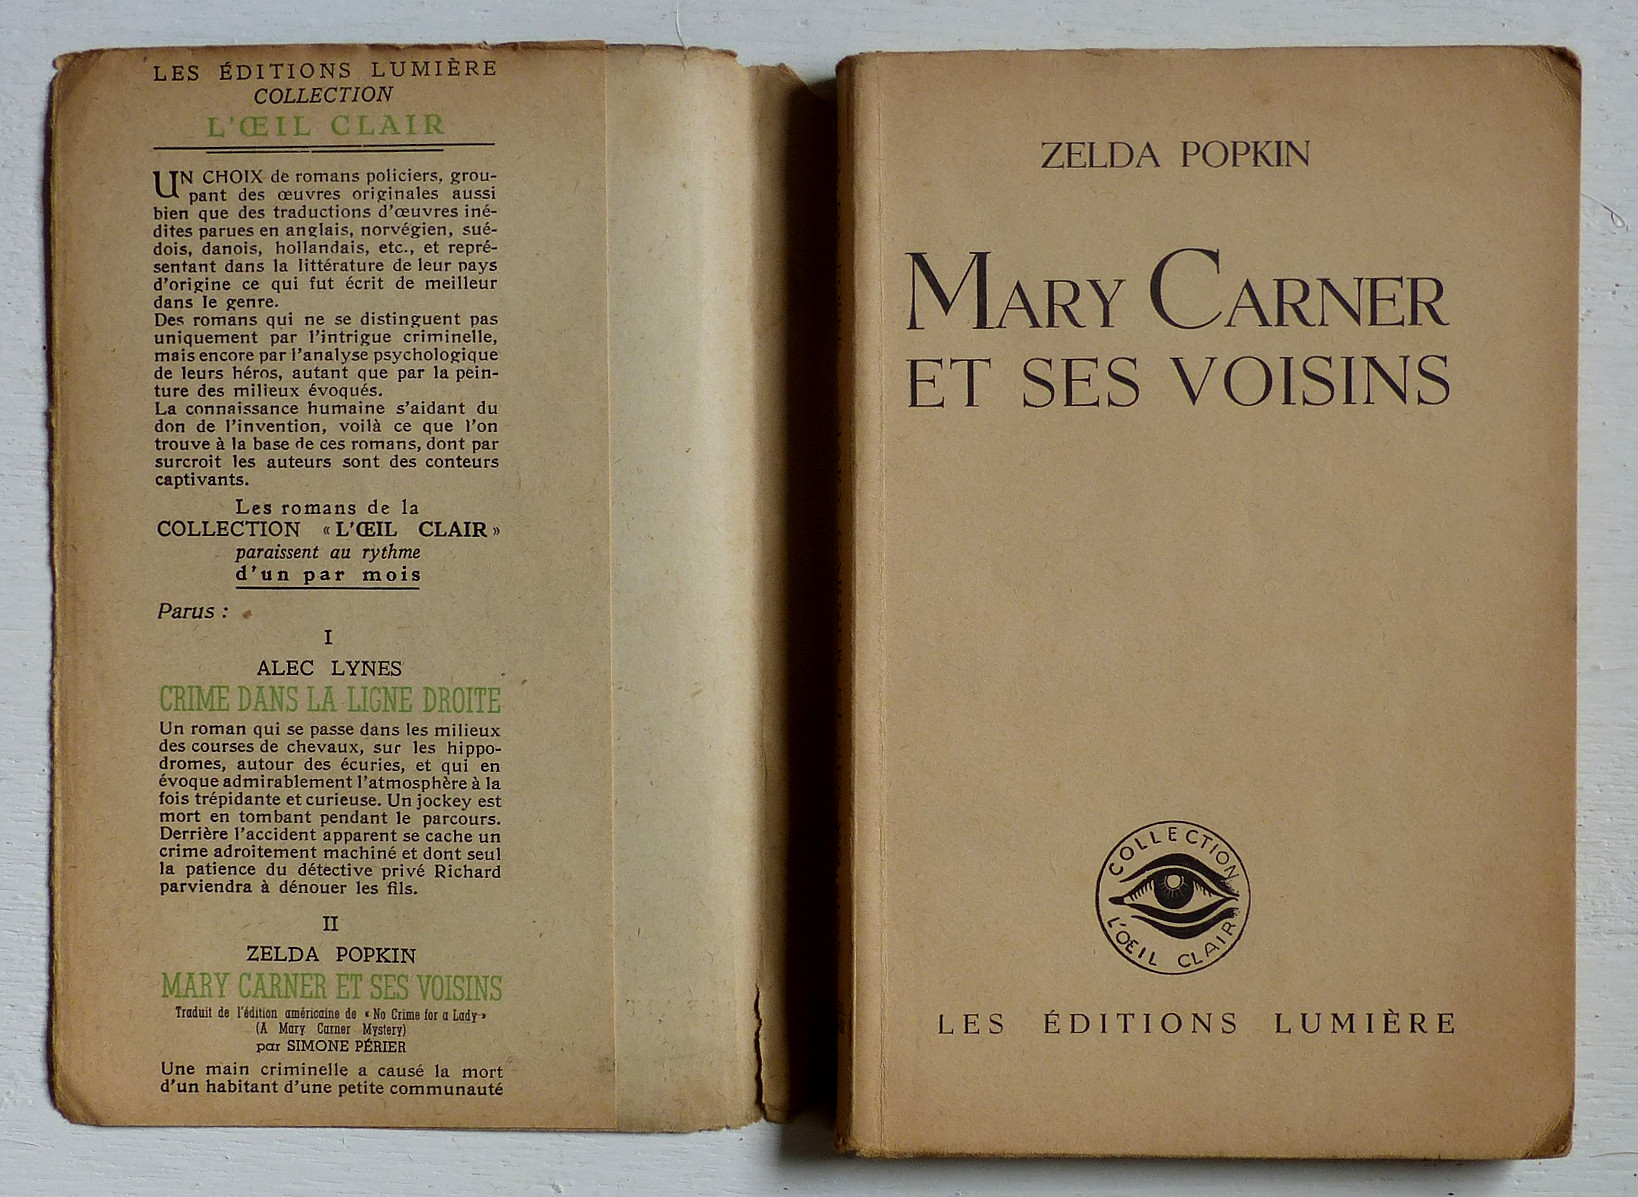 LES ÉDITIONS LUMIÈRE
COLLECTION
L'ŒIL CLAIR
UN CHOIX de romans policiers, grou-
pant des œuvres originales aussi
bien que des traductions d'œuvres iné-
dites parues en anglais, norvégien, sué-
dois, danois, hollandais, etc., et repré-
sentant dans la littérature de leur pays
d'origine ce qui fut écrit de meilleur
dans le genre.
Des romans qui ne se distinguent pas
uniquement par l'intrigue criminelle,
mais encore par l'analyse psychologique
de leurs héros, autant que par la pein-
ture des milieux évoqués.
La connaissance humaine s'aidant du
don de l'invention, voilà ce que l'on
trouve à la base de ces romans, dont par
surcroit les auteurs sont des conteurs
captivants.
Les romans de la
COLLECTION « L'ŒIL CLAIR »
paraissent au rythme
d'un par mois
Parus :
I
ALEC LYNES
CRIME DANS LA LIGNE DROITE
Un roman qui se passe dans les milieux
des courses de chevaux, sur les hippo-
dromes, autour des écuries, et qui en
évoque admirablement l'atmosphère à la
fois trépidante et curieuse. Un jockey est
mort en tombant pendant le parcours.
Derrière l'accident apparent se cache un
crime adroitement machiné et dont seul
la patience du détective privé Richard
parviendra à dénouer les fils.
II
ZELDA POPKIN
MARY CARNER ET SES VOISINS
Traduit de l'édition américaine de « No Crime for a Lady »
(A Mary Carner Mystery)
par SIMONE PÉRIER
Une main criminelle a causé la mort
d'un habitant d'une petite communauté
ZELDA POPKIN
MARY CARNER
ET SES VOISINS
COLLECTION
L'ŒIL CLAIR
LES ÉDITIONS LUMIÈRE